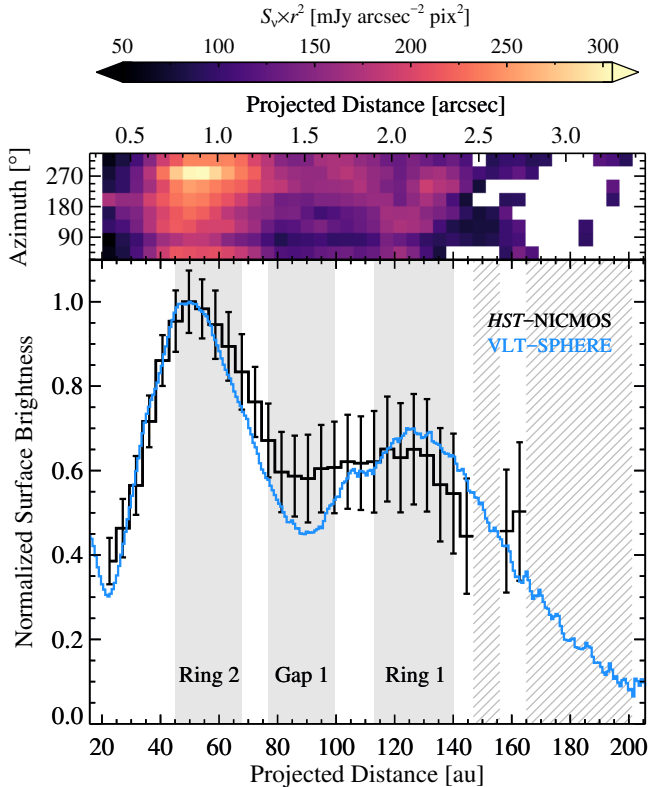 Sν×r² [mJy arcsec⁻² pix²]
50 100 150 200 250 300
Projected Distance [arcsec]
0.5 1.0 1.5 2.0 2.5 3.0
Azimuth [°]
270
180
90
Normalized Surface Brightness
1.0
0.8
0.6
0.4
0.2
0.0
HST−NICMOS
VLT−SPHERE
Ring 2 Gap 1 Ring 1
20 40 60 80 100 120 140 160 180 200
Projected Distance [au]